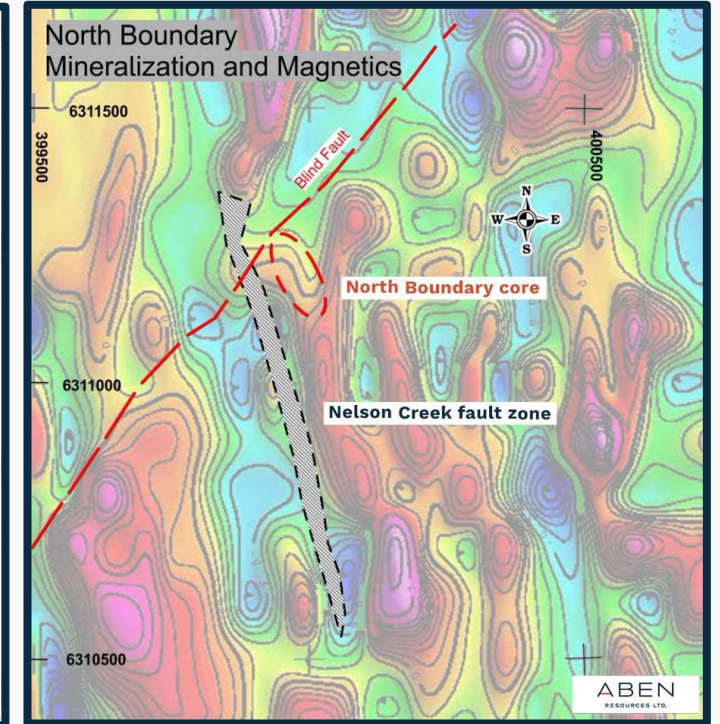 North Boundary
Mineralization and Magnetics
6311500
399500
400500
Blind Fault
N
W E
S
North Boundary core
6311000
Nelson Creek fault zone
6310500
ABEN
RESOURCES LTD.